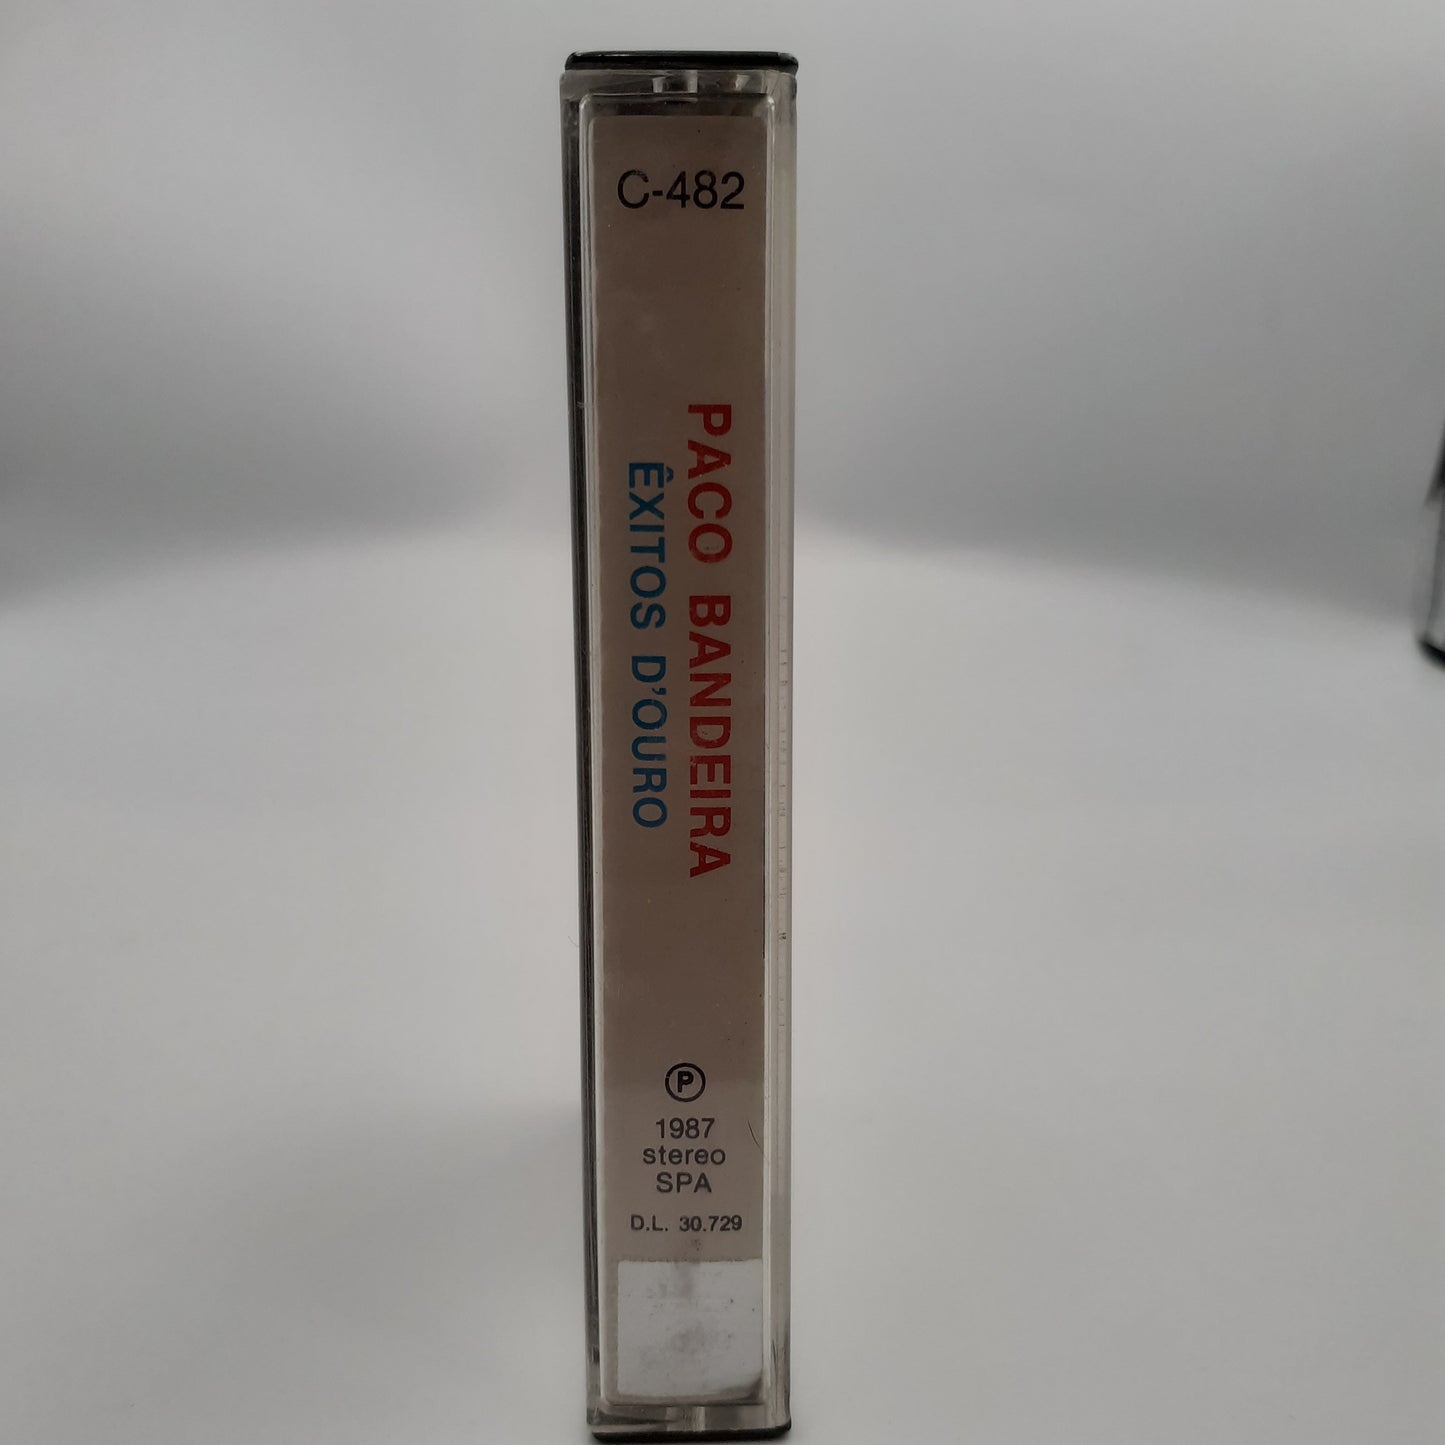 C-482
PACO BANDEIRA
ÊXITOS D'OURO
Ⓟ
1987
stereo
SPA
D.L. 30.729